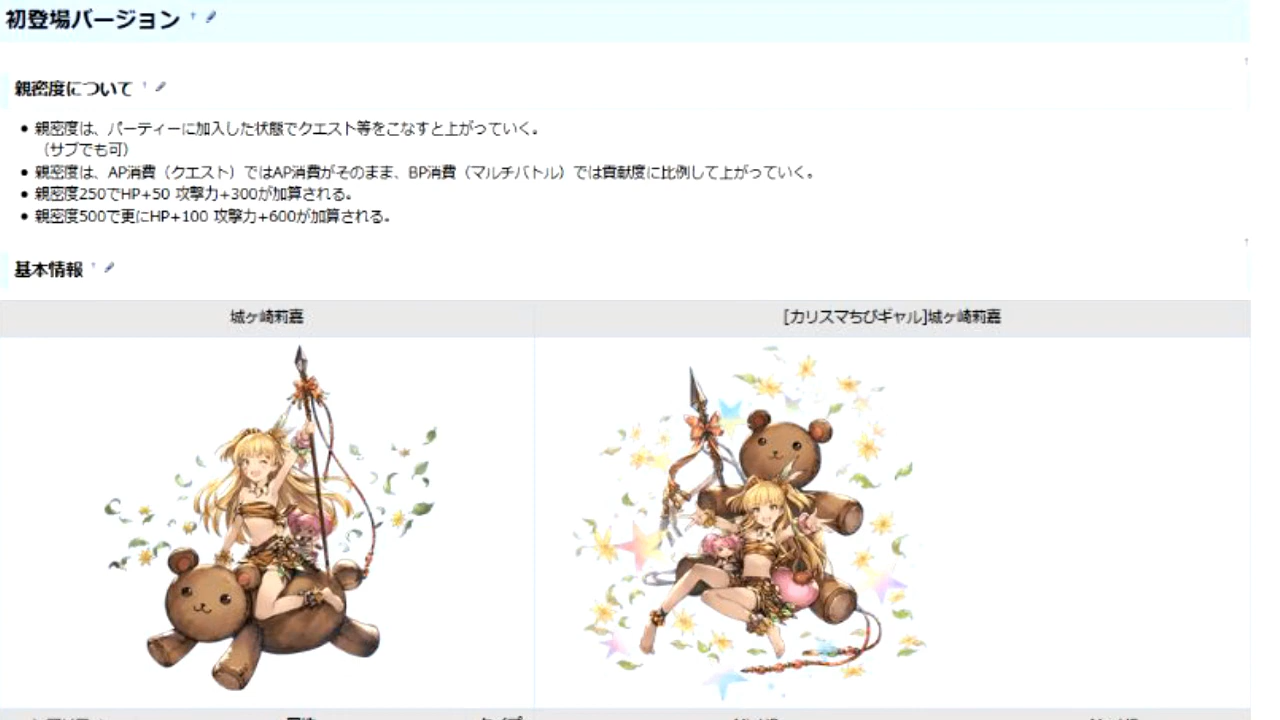 初登場バージョン
親密度について
親密度は、パーティーに加入した状態でクエスト等をこなすと上がっていく。
（サブでも可）
親密度は、AP消費（クエスト）ではAP消費がそのまま、BP消費（マルチバトル）では貢献度に比例して上がっていく。
親密度250でHP+50 攻撃力+300が加算される。
親密度500で更にHP+100 攻撃力+600が加算される。
基本情報
城ヶ崎莉嘉
[カリスマちびギャル]城ヶ崎莉嘉